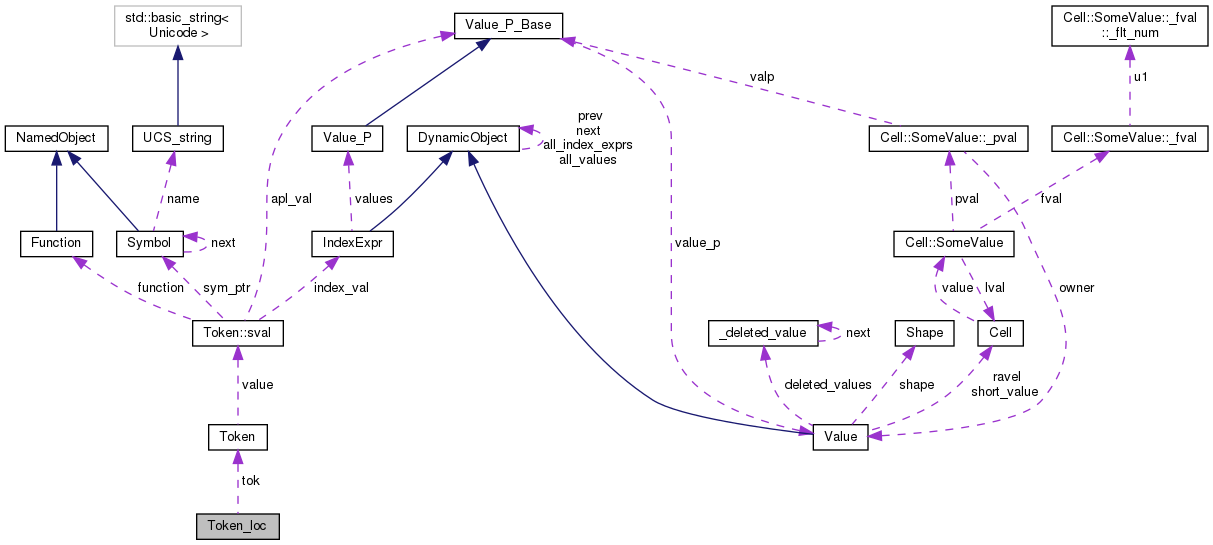 std::basic_string<
Unicode >
Value_P_Base
Cell::SomeValue::_fval
::_flt_num
valp
u1
prev
next
all_index_exprs
all_values
NamedObject
UCS_string
Value_P
DynamicObject
Cell::SomeValue::_pval
Cell::SomeValue::_fval
name
apl_val
values
pval
fval
Function
Symbol
next
IndexExpr
value_p
Cell::SomeValue
function
sym_ptr
index_val
value
lval
owner
Token::sval
_deleted_value
next
Shape
Cell
value
deleted_values
shape
ravel
short_value
Token
Value
tok
Token_loc